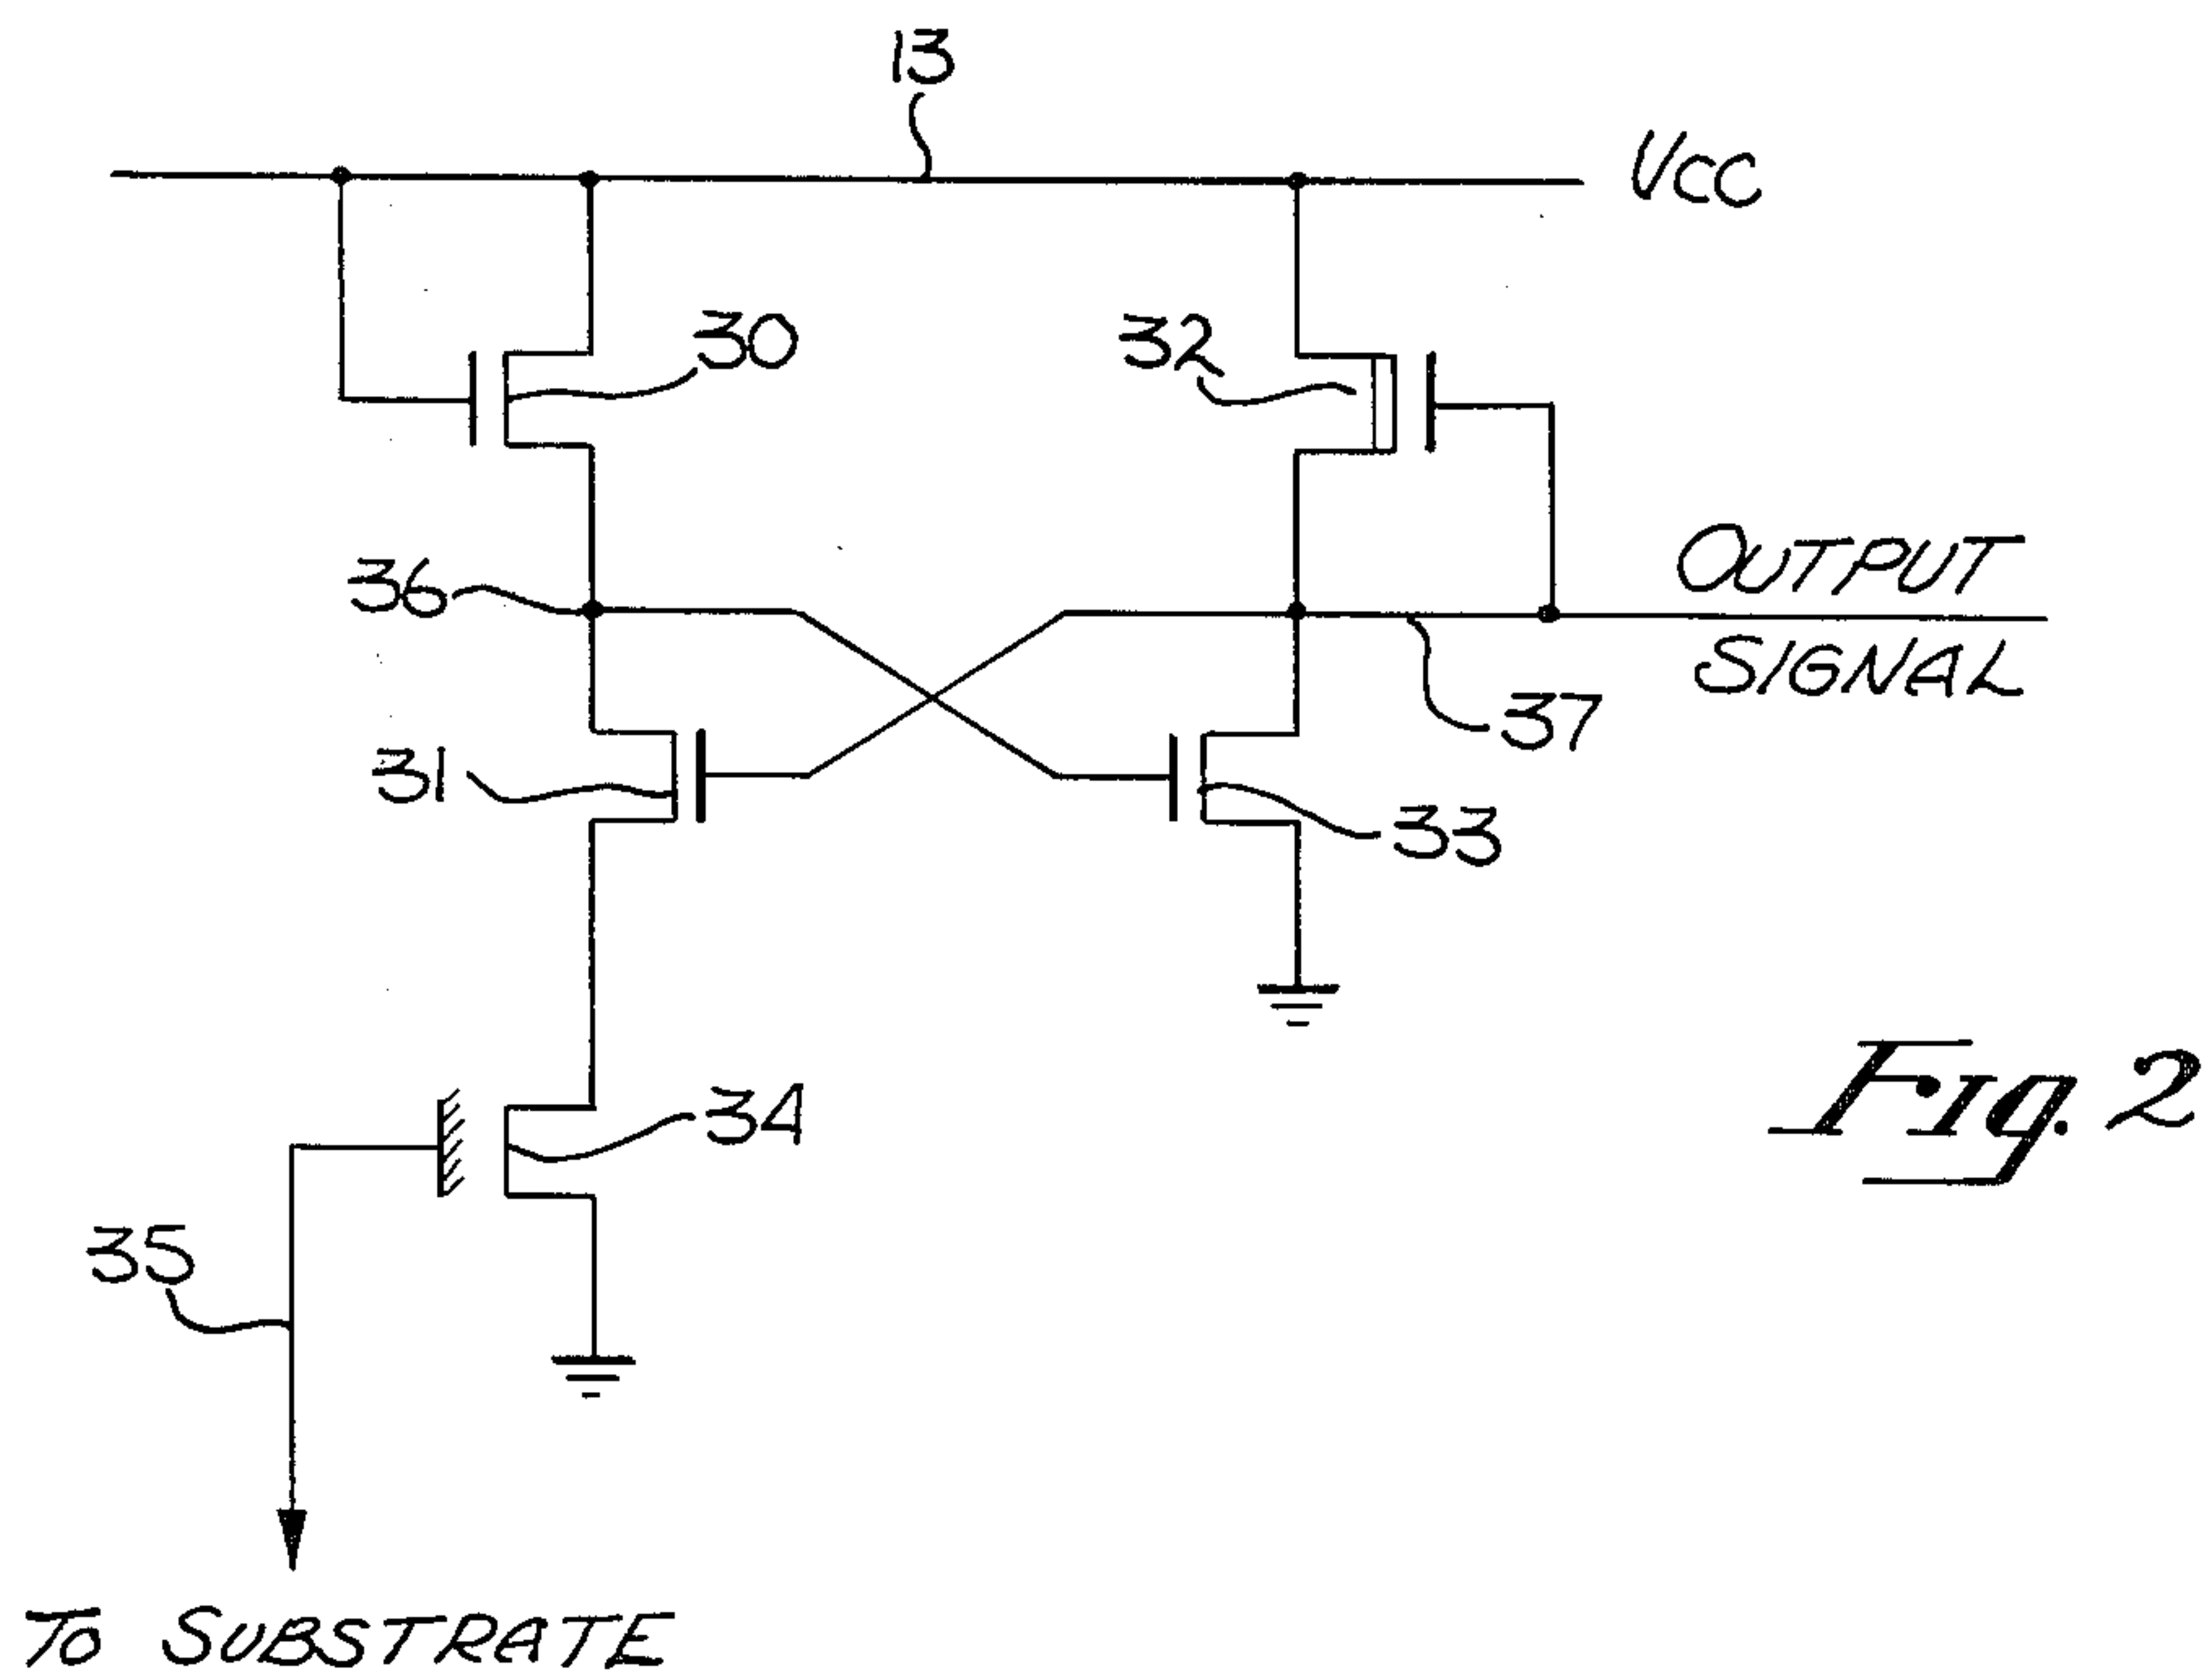 13
VCC
30
32
OUTPUT
SIGNAL
36
37
31
33
34
Fig. 2
35
TO SUBSTRATE